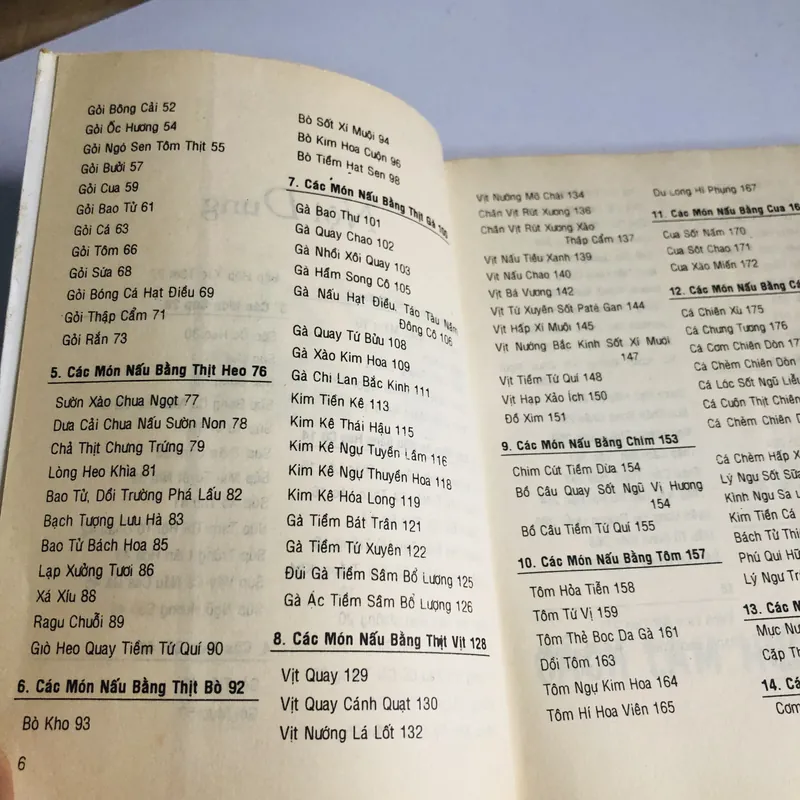 Gỏi Bông Cải 52
Gỏi Ốc Hương 54
Gỏi Ngó Sen Tôm Thịt 55
Gỏi Bưởi 57
Gỏi Cua 59
Gỏi Bao Tử 61
Gỏi Cá 63
Gỏi Tôm 66
Gỏi Sứa 68
Gỏi Bóng Cá Hạt Điều 69
Gỏi Thập Cẩm 71
Gỏi Rắn 73
5. Các Món Nấu Bằng Thịt Heo 76
Sườn Xào Chua Ngọt 77
Dưa Cải Chua Nấu Sườn Non 78
Chả Thịt Chưng Trứng 79
Lòng Heo Khìa 81
Bao Tử, Dồi Trường Phá Lấu 82
Bạch Tượng Lưu Hà 83
Bao Tử Bách Hoa 85
Lạp Xưởng Tươi 86
Xá Xíu 88
Ragu Chuỗi 89
Giò Heo Quay Tiềm Tứ Quí 90
6. Các Món Nấu Bằng Thịt Bò 92
Bò Kho 93
6
Bò Sốt Xí Muội 94
Bò Kim Hoa Cuộn 96
Bò Tiềm Hạt Sen 98
7. Các Món Nấu Bằng Thịt Gà 100
Gà Bao Thư 101
Gà Quay Chao 102
Gà Nhồi Xôi Quay 103
Gà Hầm Song Cô 105
Gà Nấu Hạt Điều, Táo Tàu Nấm
Đông Cô 106
Gà Quay Tứ Bửu 108
Gà Xào Kim Hoa 109
Gà Chi Lan Bắc Kinh 111
Kim Tiền Kê 113
Kim Kê Thái Hậu 115
Kim Kê Ngự Tuyển Lâm 116
Kim Kê Ngự Thuyền Hoa 118
Kim Kê Hóa Long 119
Gà Tiềm Bát Trân 121
Gà Tiềm Tứ Xuyên 122
Đùi Gà Tiềm Sâm Bổ Lượng 125
Gà Ác Tiềm Sâm Bổ Lượng 126
8. Các Món Nấu Bằng Thịt Vịt 128
Vịt Quay 129
Vịt Quay Cánh Quạt 130
Vịt Nướng Lá Lốt 132
Vịt Nướng Mỡ Chài 134
Chân Vịt Rút Xương 136
Chân Vịt Rút Xương Xào
Thập Cẩm 137
Vịt Nấu Tiêu Xanh 139
Vịt Nấu Chao 140
Vịt Bá Vương 142
Vịt Tứ Xuyên Sốt Patê Gan 144
Vịt Hấp Xí Muội 145
Vịt Nướng Bắc Kinh Sốt Xí Muội
147
Vịt Tiềm Tứ Quí 148
Vịt Hạp Xảo Ích 150
Đồ Xim 151
9. Các Món Nấu Bằng Chim 153
Chim Cút Tiềm Dừa 154
Bồ Câu Quay Sốt Ngũ Vị Hương
154
Bồ Câu Tiềm Tứ Quí 155
10. Các Món Nấu Bằng Tôm 157
Tôm Hỏa Tiễn 158
Tôm Tứ Vị 159
Tôm Thẻ Bọc Da Gà 161
Dồi Tôm 163
Tôm Ngự Kim Hoa 164
Tôm Hí Hoa Viên 165
Du Long Hí Phụng 167
11. Các Món Nấu Bằng Cua 16
Cua Sốt Nấm 170
Cua Sốt Chao 171
Cua Xào Miến 172
12. Các Món Nấu Bằng Cá
Cá Chiên Xù 175
Cá Chưng Tương 176
Cá Cơm Chiên Dòn 17
Cá Chẻm Chiên Dòn
Cá Lóc Sốt Ngũ Liễu
Cá Cuôn Thịt Chiên
Cá Chẻm Chiên
Cá Chẻm Hấp X
Lý Ngư Sốt Sữa
Kình Ngư Sa
Kim Tiền Cá
Bách Tử Thi
Phú Quí Hữ
Lý Ngư Tr
13. Các M
Mực Nư
Cặp Th
14. Cá
Cơm